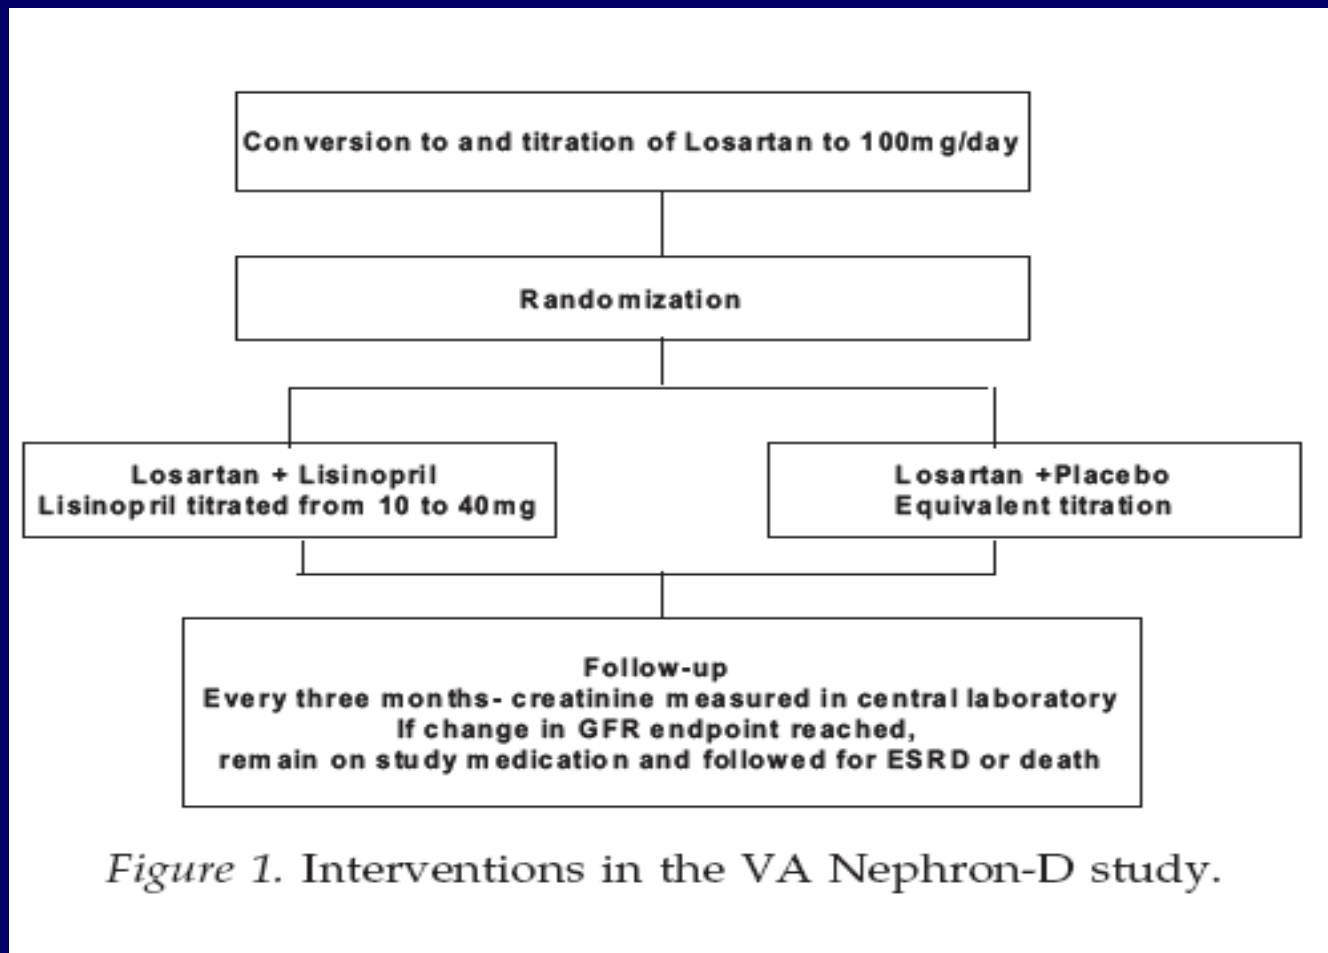 Conversion to and titration of Losartan to 100mg/day
Randomization
Losartan + Lisinopril
Lisinopril titrated from 10 to 40mg
Losartan +Placebo
Equivalent titration
Follow-up
Every three months- creatinine measured in central laboratory
If change in GFR endpoint reached,
remain on study medication and followed for ESRD or death
Figure 1. Interventions in the VA Nephron-D study.